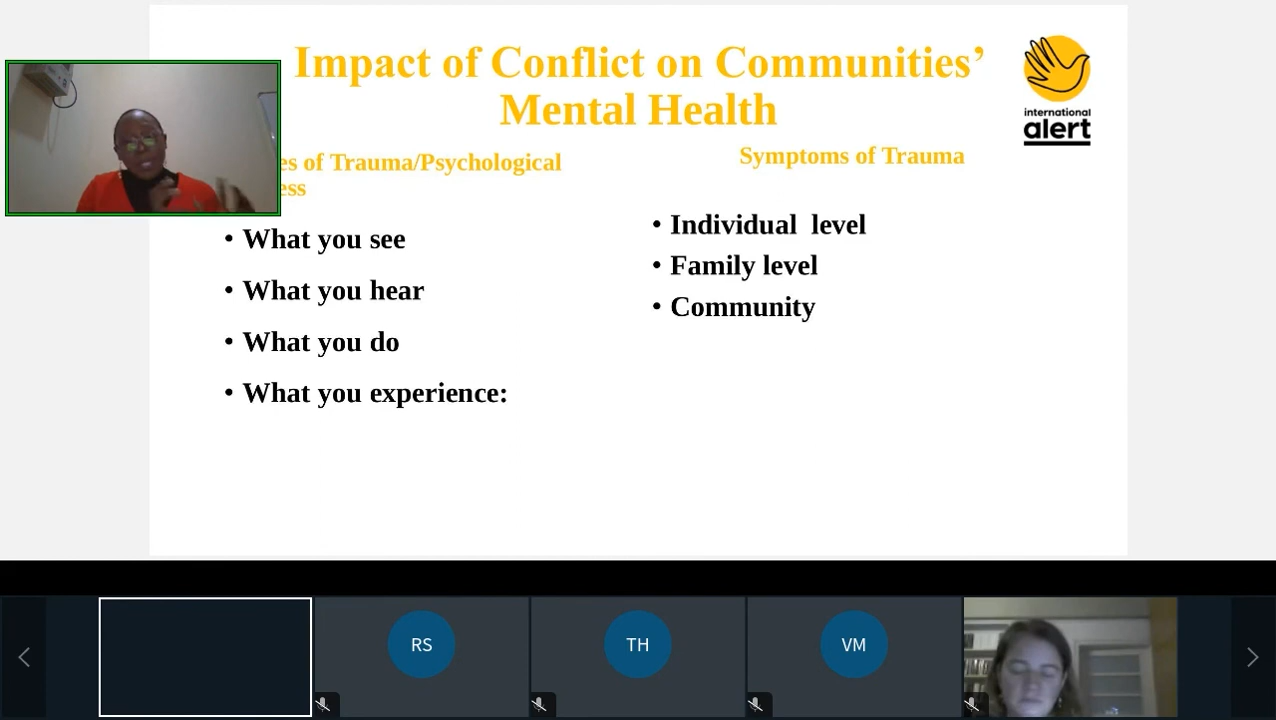 Impact of Conflict on Communities’
Mental Health
international
alert
es of Trauma/Psychological
ess
• What you see
• What you hear
• What you do
• What you experience:
Symptoms of Trauma
• Individual level
• Family level
• Community
RS
TH
VM